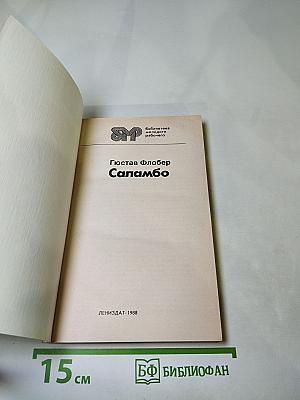 БМР
библиотека
молодого
рабочего
Гюстав Флобер
Саламбо
ЛЕНИЗДАТ·1988
15 см
БФ БИБЛИОФАН